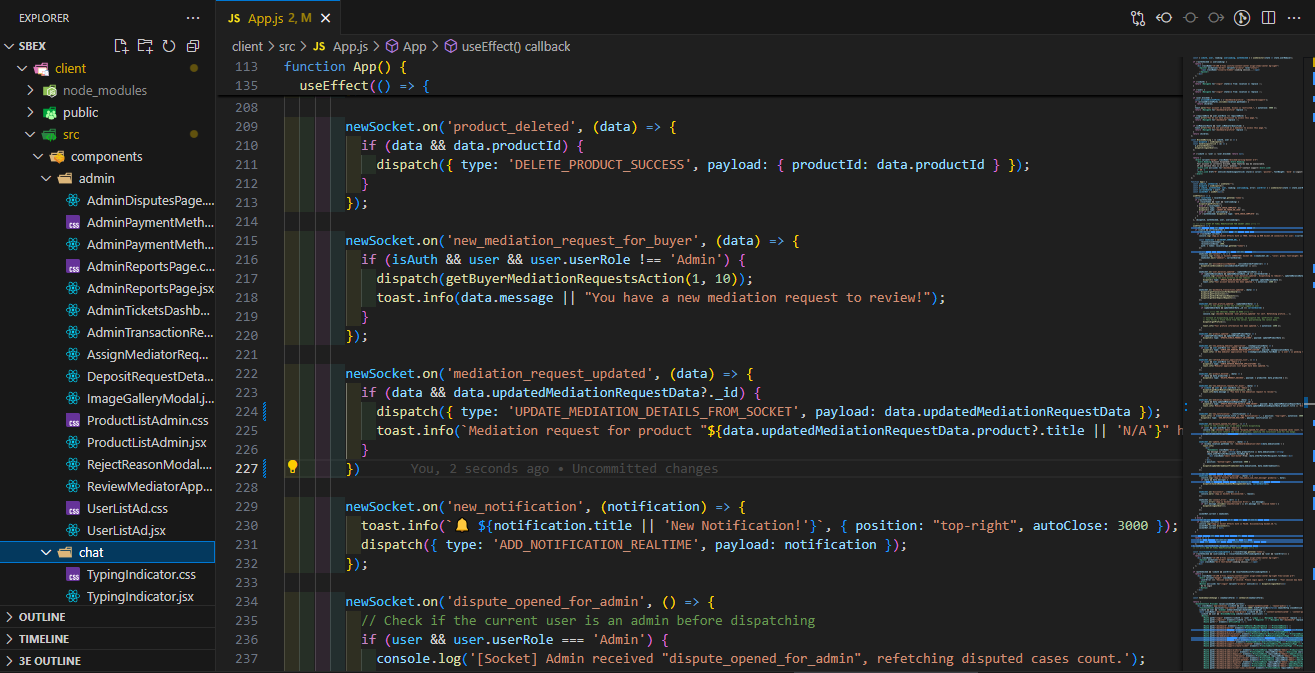 EXPLORER
SBEX
client
node_modules
public
src
components
admin
AdminDisputesPage....
AdminPaymentMeth...
AdminPaymentMeth...
AdminReportsPage.c...
AdminReportsPage.jsx
AdminTicketsDashb...
AdminTransactionRe...
AssignMediatorReq...
DepositRequestDeta...
ImageGalleryModal.j...
ProductListAdmin.css
ProductListAdmin.jsx
RejectReasonModal....
ReviewMediatorApp...
UserListAd.css
UserListAd.jsx
chat
TypingIndicator.css
TypingIndicator.jsx
OUTLINE
TIMELINE
3E OUTLINE
JS App.js 2, M
client > src > JS App.js > App > useEffect() callback
113 function App() {
135 useEffect(() => {
208
209 newSocket.on('product_deleted', (data) => {
210 if (data && data.productId) {
211 dispatch({ type: 'DELETE_PRODUCT_SUCCESS', payload: { productId: data.productId } });
212 }
213 });
214
215 newSocket.on('new_mediation_request_for_buyer', (data) => {
216 if (isAuth && user && user.userRole !== 'Admin') {
217 dispatch(getBuyerMediationRequestsAction(1, 10));
218 toast.info(data.message || "You have a new mediation request to review!");
219 }
220 });
221
222 newSocket.on('mediation_request_updated', (data) => {
223 if (data && data.updatedMediationRequestData?._id) {
224 dispatch({ type: 'UPDATE_MEDIATION_DETAILS_FROM_SOCKET', payload: data.updatedMediationRequestData });
225 toast.info(`Mediation request for product "${data.updatedMediationRequestData.product?.title || 'N/A'}" h
226 }
227 }) You, 2 seconds ago • Uncommitted changes
228
229 newSocket.on('new_notification', (notification) => {
230 toast.info(`🔔 ${notification.title || 'New Notification!'}`, { position: "top-right", autoClose: 3000 });
231 dispatch({ type: 'ADD_NOTIFICATION_REALTIME', payload: notification });
232 });
233
234 newSocket.on('dispute_opened_for_admin', () => {
235 // Check if the current user is an admin before dispatching
236 if (user && user.userRole === 'Admin') {
237 console.log('[Socket] Admin received "dispute_opened_for_admin", refetching disputed cases count.');